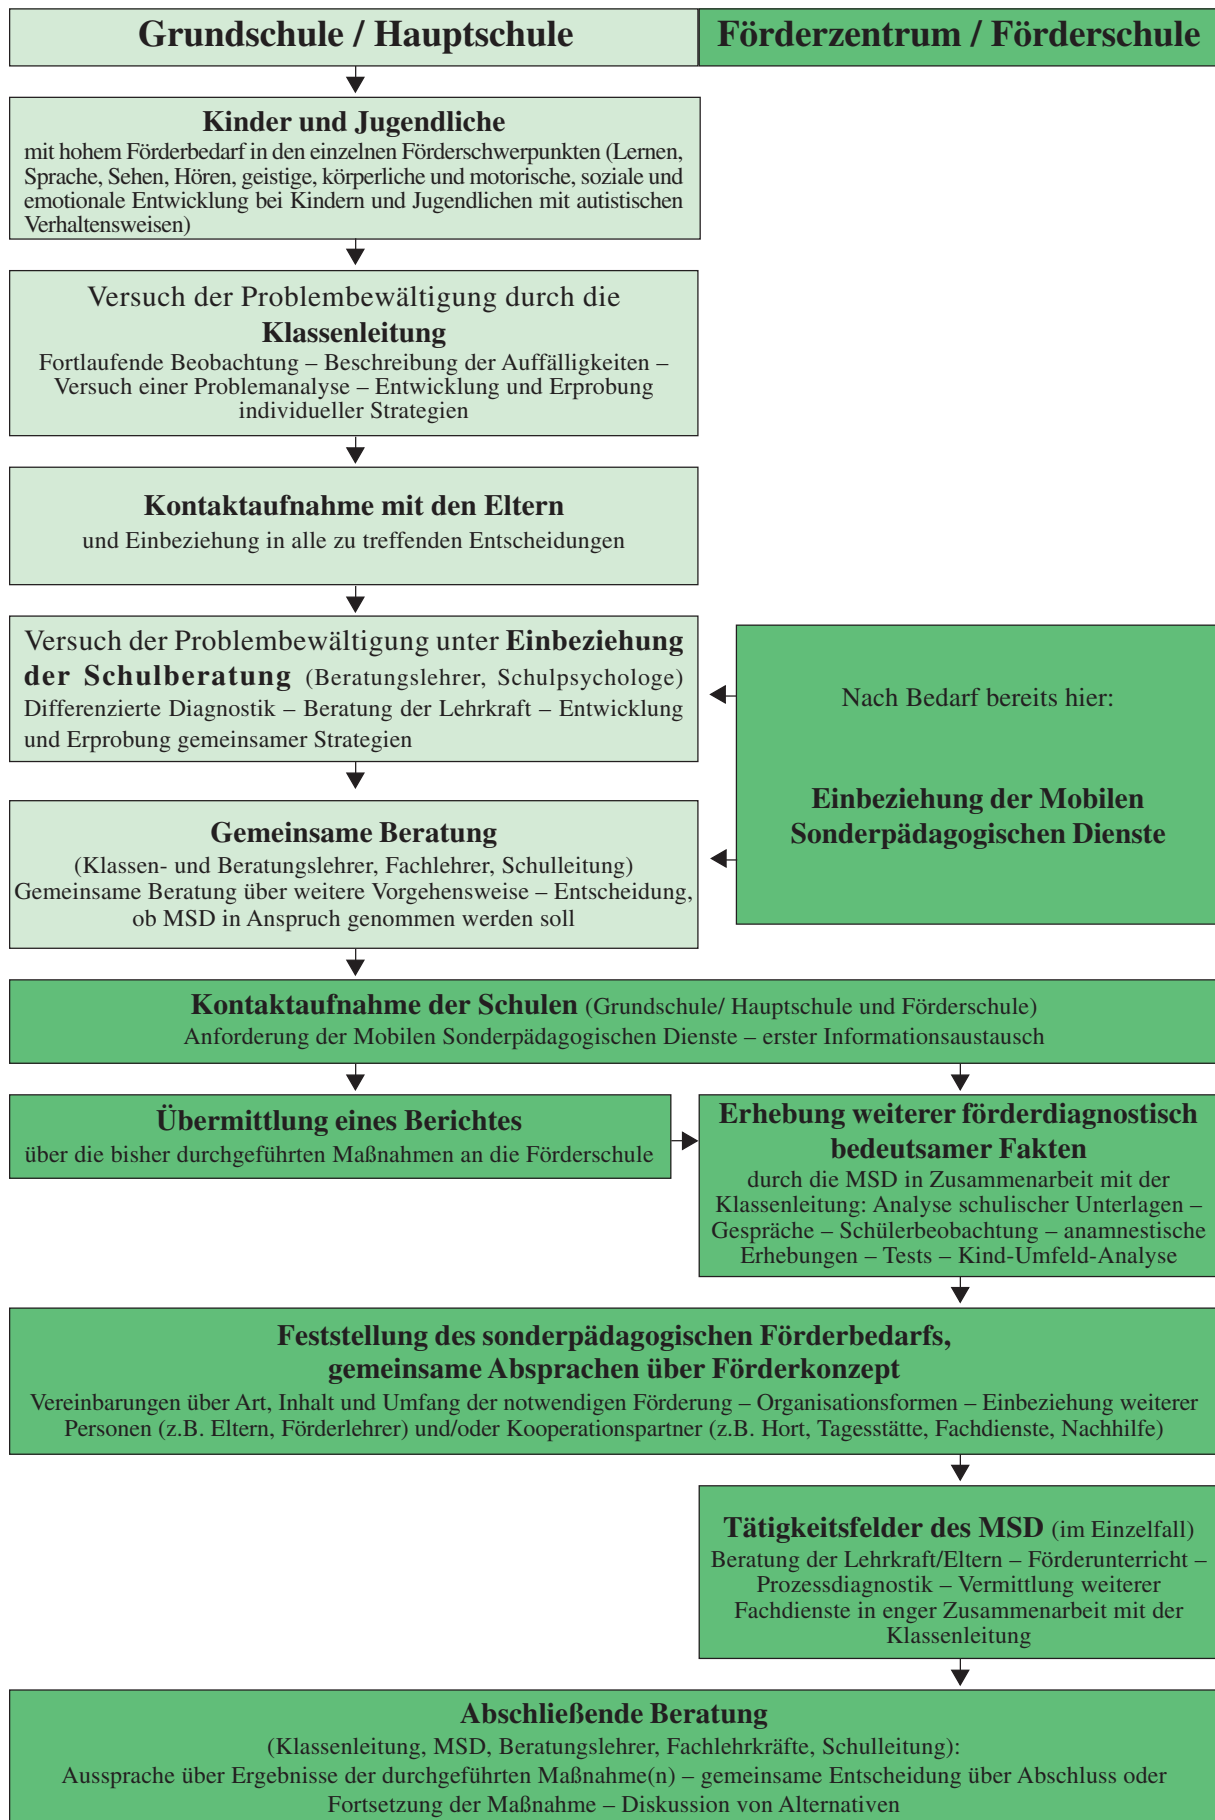 Grundschule / Hauptschule
Förderzentrum / Förderschule
Kinder und Jugendliche
mit hohem Förderbedarf in den einzelnen Förderschwerpunkten (Lernen,
Sprache, Sehen, Hören, geistige, körperliche und motorische, soziale und
emotionale Entwicklung bei Kindern und Jugendlichen mit autistischen
Verhaltensweisen)
Versuch der Problembewältigung durch die
Klassenleitung
Fortlaufende Beobachtung – Beschreibung der Auffälligkeiten –
Versuch einer Problemanalyse – Entwicklung und Erprobung
individueller Strategien
Kontaktaufnahme mit den Eltern
und Einbeziehung in alle zu treffenden Entscheidungen
Versuch der Problembewältigung unter Einbeziehung
der Schulberatung (Beratungslehrer, Schulpsychologe)
Differenzierte Diagnostik – Beratung der Lehrkraft – Entwicklung
und Erprobung gemeinsamer Strategien
Nach Bedarf bereits hier:
Einbeziehung der Mobilen
Sonderpädagogischen Dienste
Gemeinsame Beratung
(Klassen- und Beratungslehrer, Fachlehrer, Schulleitung)
Gemeinsame Beratung über weitere Vorgehensweise – Entscheidung,
ob MSD in Anspruch genommen werden soll
Kontaktaufnahme der Schulen (Grundschule/ Hauptschule und Förderschule)
Anforderung der Mobilen Sonderpädagogischen Dienste – erster Informationsaustausch
Übermittlung eines Berichtes
über die bisher durchgeführten Maßnahmen an die Förderschule
Erhebung weiterer förderdiagnostisch
bedeutsamer Fakten
durch die MSD in Zusammenarbeit mit der
Klassenleitung: Analyse schulischer Unterlagen –
Gespräche – Schülerbeobachtung – anamnestische
Erhebungen – Tests – Kind-Umfeld-Analyse
Feststellung des sonderpädagogischen Förderbedarfs,
gemeinsame Absprachen über Förderkonzept
Vereinbarungen über Art, Inhalt und Umfang der notwendigen Förderung – Organisationsformen – Einbeziehung weiterer
Personen (z.B. Eltern, Förderlehrer) und/oder Kooperationspartner (z.B. Hort, Tagesstätte, Fachdienste, Nachhilfe)
Tätigkeitsfelder des MSD (im Einzelfall)
Beratung der Lehrkraft/Eltern – Förderunterricht –
Prozessdiagnostik – Vermittlung weiterer
Fachdienste in enger Zusammenarbeit mit der
Klassenleitung
Abschließende Beratung
(Klassenleitung, MSD, Beratungslehrer, Fachlehrkräfte, Schulleitung):
Aussprache über Ergebnisse der durchgeführten Maßnahme(n) – gemeinsame Entscheidung über Abschluss oder
Fortsetzung der Maßnahme – Diskussion von Alternativen